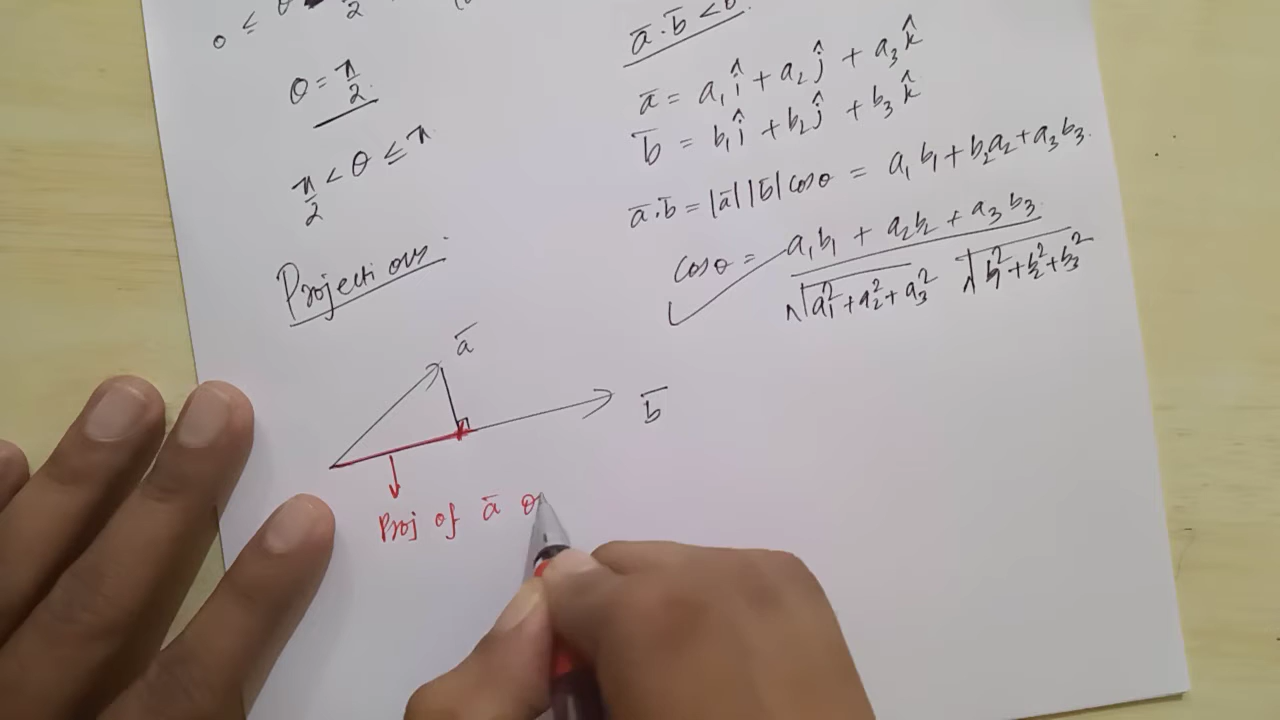 0 ≤ θ π/2
θ = π/2
π/2 < θ ≤ π
Projections:
a̅
b̅
Proj of a̅ o
a̅.b̅ <
a̅ = a₁î + a₂ĵ + a₃k̂
b̅ = b₁î + b₂ĵ + b₃k̂
a̅.b̅ = |a̅||b̅|cosθ = a₁b₁ + b₂a₂ + a₃b₃.
cosθ = a₁b₁ + a₂b₂ + a₃b₃
√a₁² + a₂² + a₃² √b₁² + b₂² + b₃²